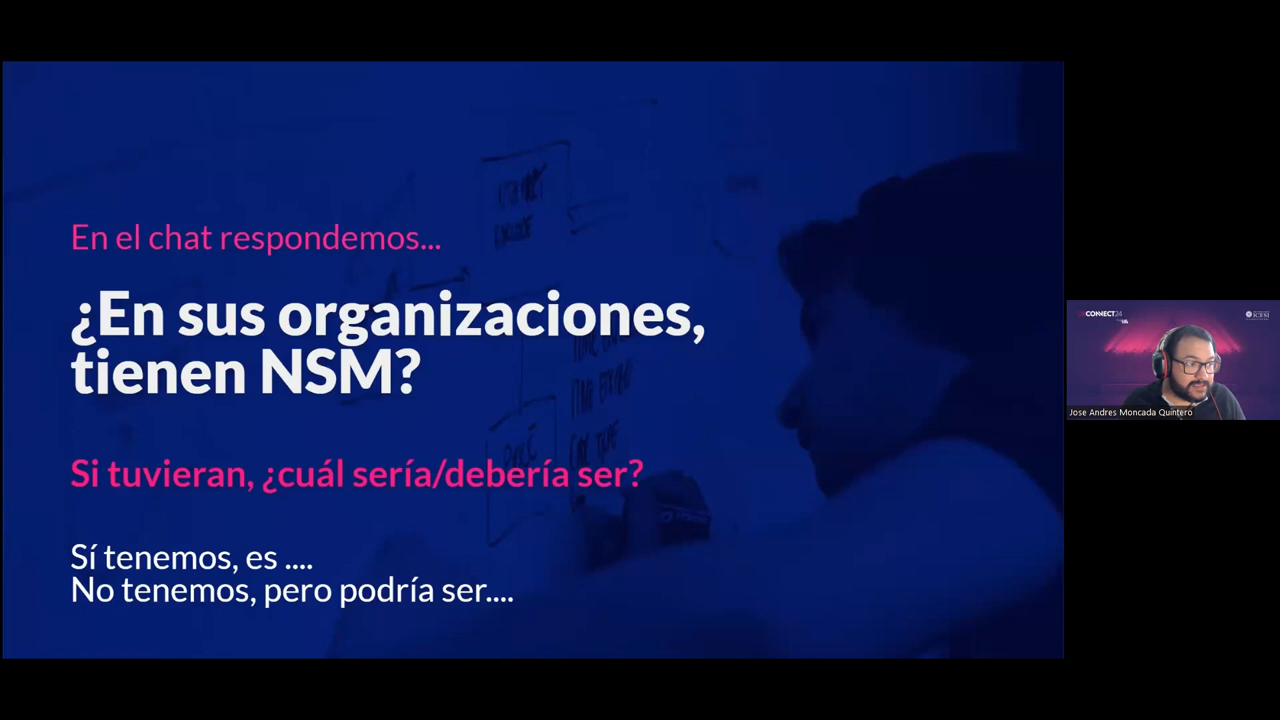 En el chat respondemos...
¿En sus organizaciones,
tienen NSM?
Si tuvieran, ¿cuál sería/debería ser?
Sí tenemos, es ....
No tenemos, pero podría ser....
Jose Andres Moncada Quintero